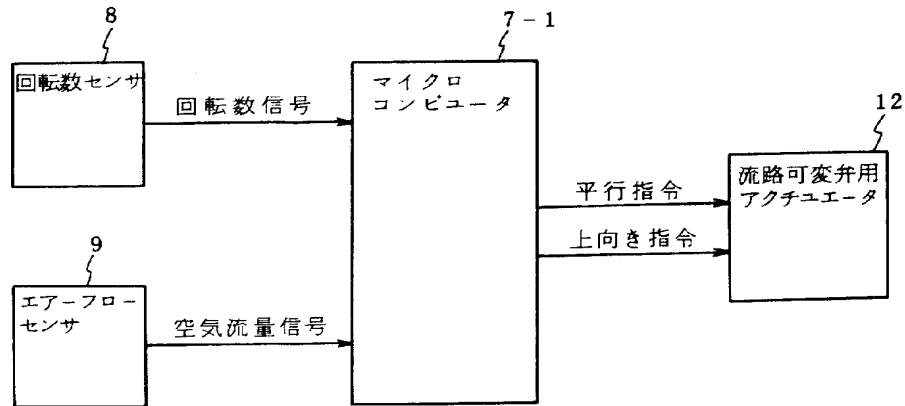 8
回転数センサ
回転数信号
7-1
マイクロ
コンピュータ
平行指令
上向き指令
12
流路可変弁用
アクチュエータ
9
エアーフロー
センサ
空気流量信号